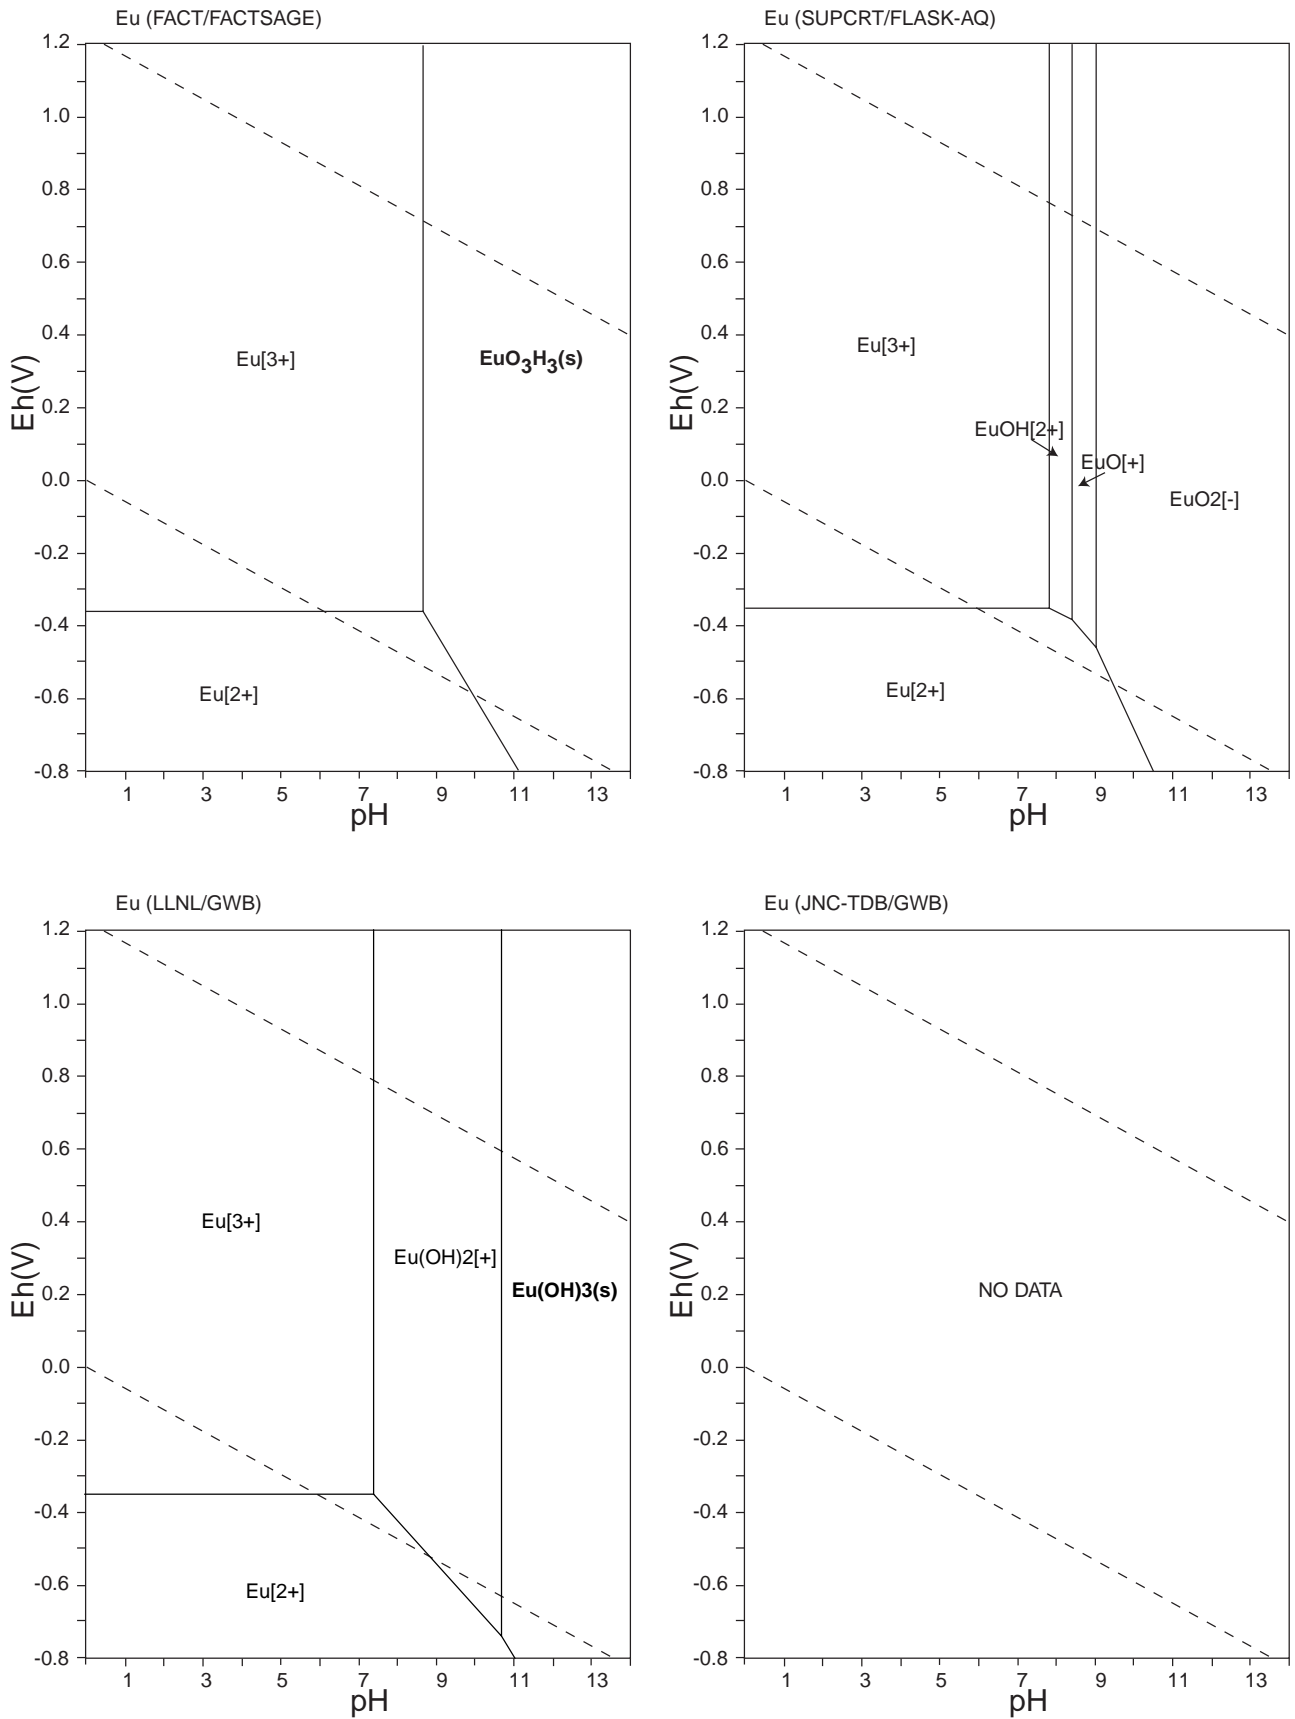 Eu (FACT/FACTSAGE)
1.2
1.0
0.8
0.6
0.4
0.2
0.0
-0.2
-0.4
-0.6
-0.8
Eh(V)
Eu[3+]
EuO3H3(s)
Eu[2+]
1 3 5 7 9 11 13
pH
Eu (SUPCRT/FLASK-AQ)
1.2
1.0
0.8
0.6
0.4
0.2
0.0
-0.2
-0.4
-0.6
-0.8
Eh(V)
Eu[3+]
EuOH[2+]
EuO[+]
EuO2[-]
Eu[2+]
1 3 5 7 9 11 13
pH
Eu (LLNL/GWB)
1.2
1.0
0.8
0.6
0.4
0.2
0.0
-0.2
-0.4
-0.6
-0.8
Eh(V)
Eu[3+]
Eu(OH)2[+]
Eu(OH)3(s)
Eu[2+]
1 3 5 7 9 11 13
pH
Eu (JNC-TDB/GWB)
1.2
1.0
0.8
0.6
0.4
0.2
0.0
-0.2
-0.4
-0.6
-0.8
Eh(V)
NO DATA
1 3 5 7 9 11 13
pH